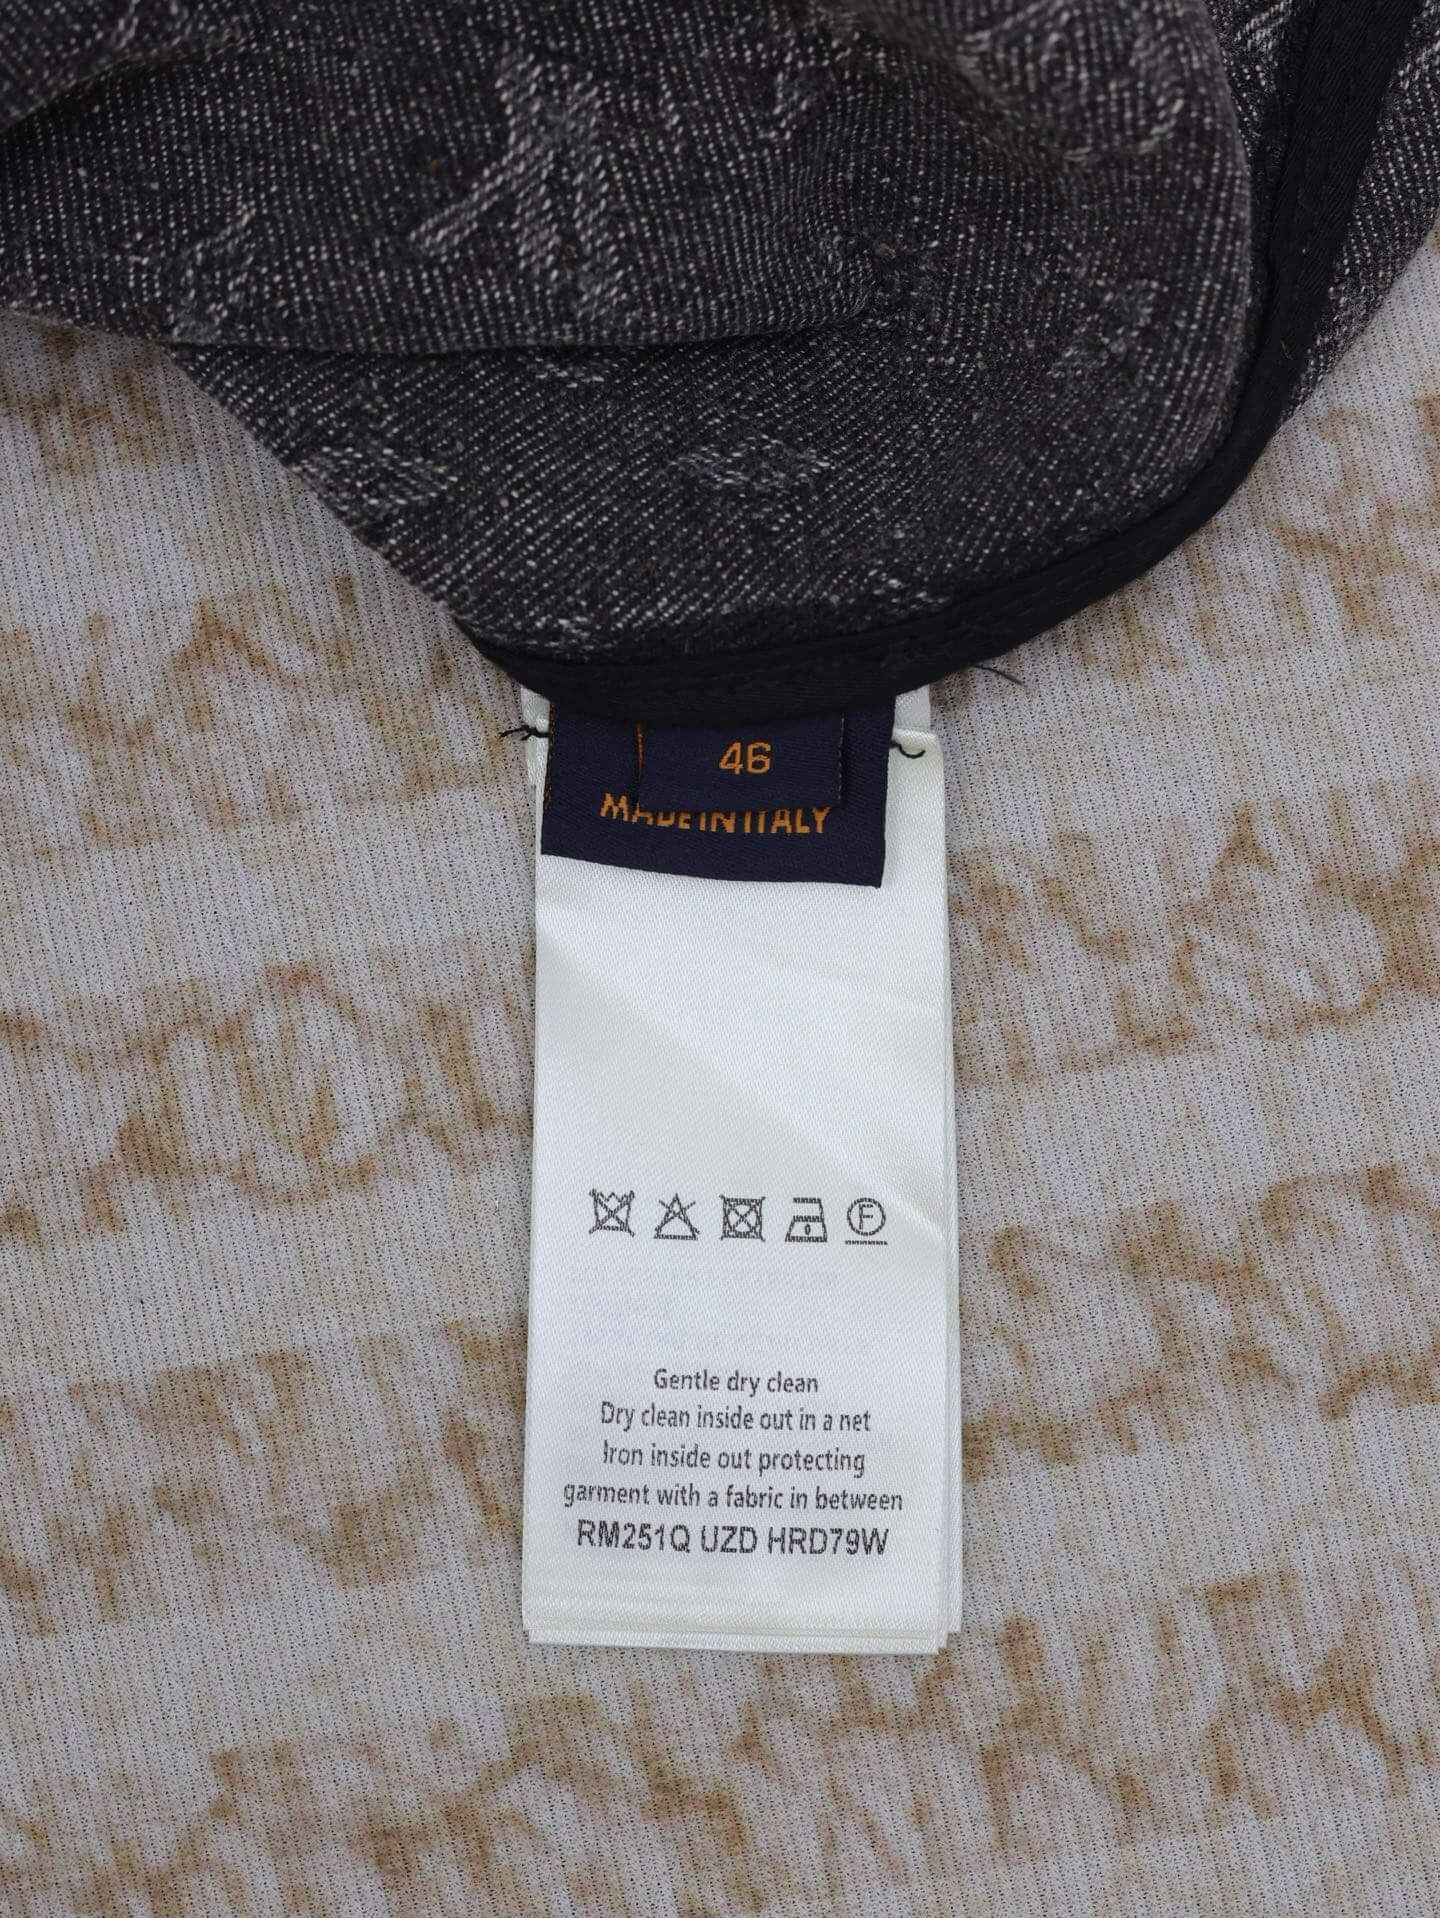 46
MADE IN ITALY
F
Gentle dry clean
Dry clean inside out in a net
Iron inside out protecting
garment with a fabric in between
RM251Q UZD HRD79W